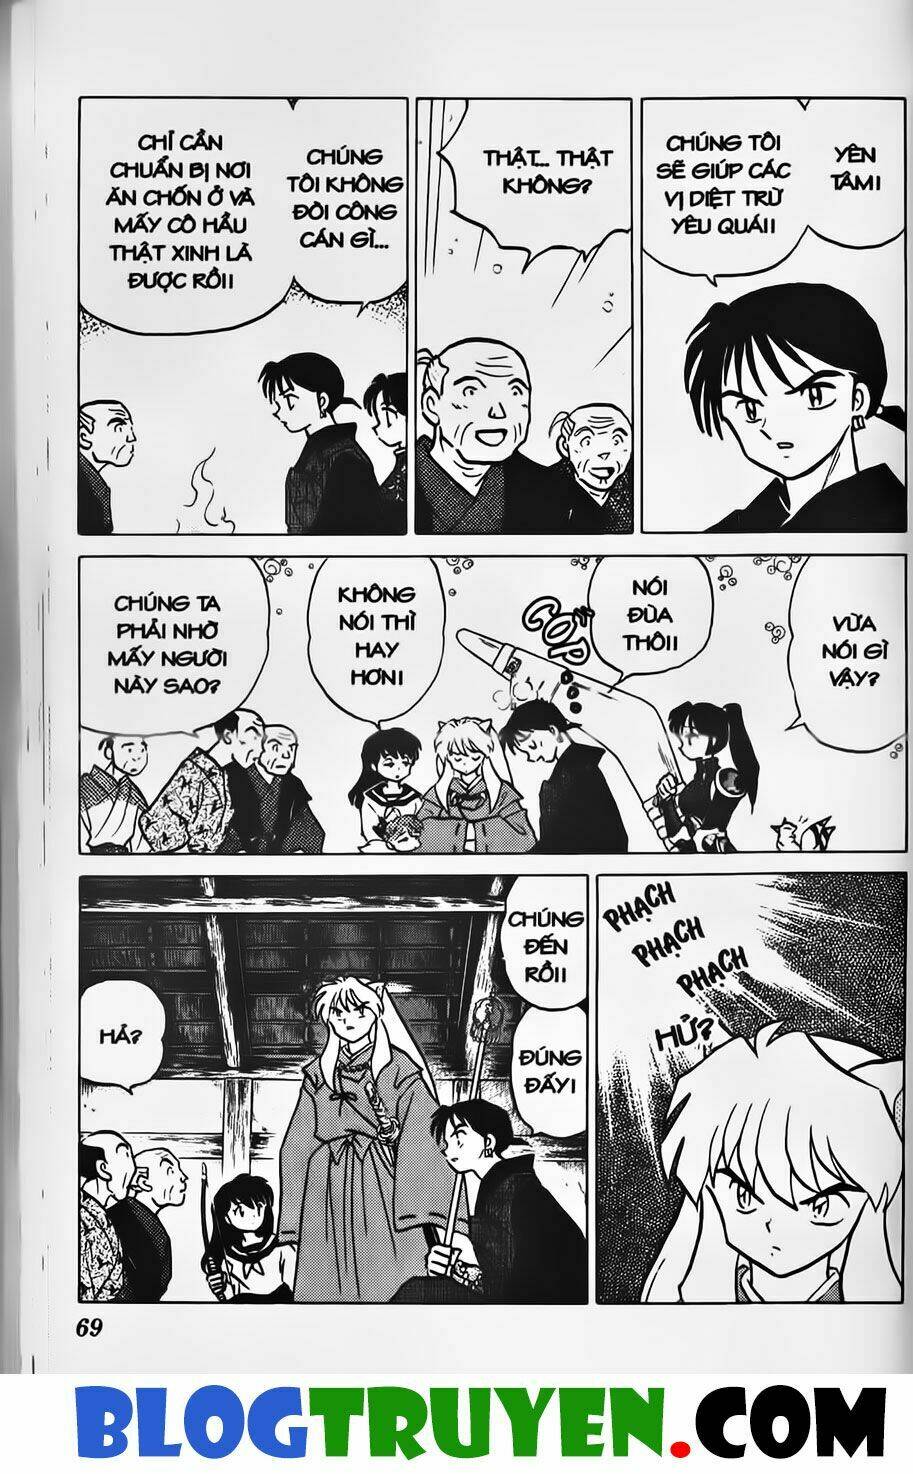 YÊN
TÂM!
CHÚNG TÔI
SẼ GIÚP CÁC
VỊ DIỆT TRỪ
YÊU QUÁI!
THẬT... THẬT
KHÔNG?
CHÚNG
TÔI KHÔNG
ĐÒI CÔNG
CÁN GÌ...
CHỈ CẦN
CHUẨN BỊ NƠI
ĂN CHỐN Ở VÀ
MẤY CÔ HẦU
THẬT XINH LÀ
ĐƯỢC RỒI!
VỪA
NÓI GÌ
VẬY?
NÓI
ĐÙA
THÔI!
CỐP...
KHÔNG
NÓI THÌ
HAY
HƠN!
CHÚNG TA
PHẢI NHỜ
MẤY NGƯỜI
NÀY SAO?
PHẠCH
PHẠCH
PHẠCH
HỬ?
CHÚNG
ĐẾN
RỒI!
ĐÚNG
ĐẤY!
HẢ?
69
BLOGTRUYEN.COM